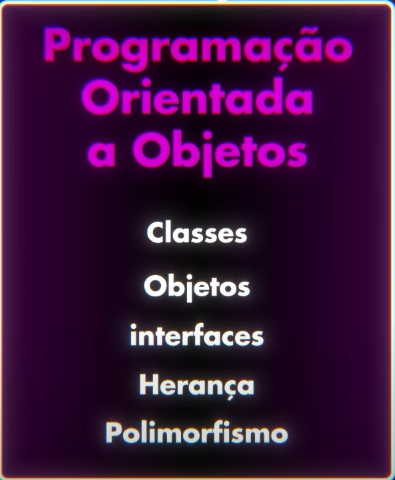 Programação
Orientada
a Objetos
Classes
Objetos
interfaces
Herança
Polimorfismo